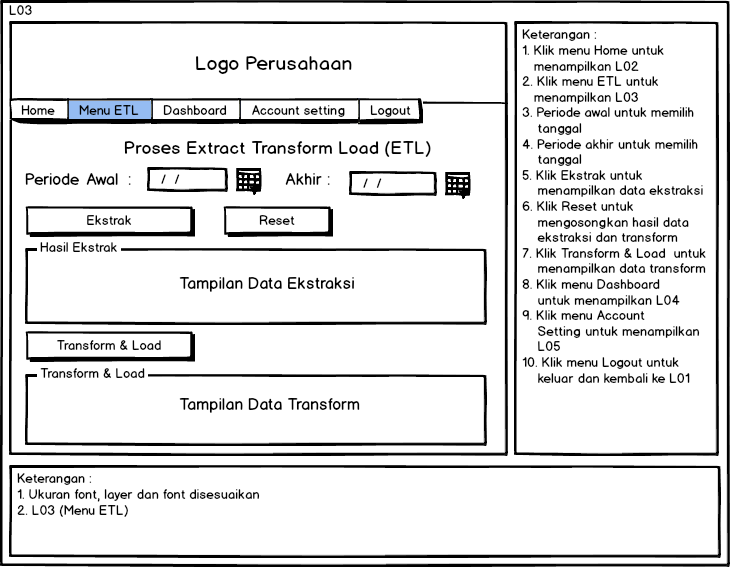 L03
Logo Perusahaan
Home
Menu ETL
Dashboard
Account setting
Logout
Proses Extract Transform Load (ETL)
Periode Awal : / /
Akhir : / /
Ekstrak
Reset
Hasil Ekstrak
Tampilan Data Ekstraksi
Transform & Load
Transform & Load
Tampilan Data Transform
Keterangan :
1. Klik menu Home untuk
menampilkan L02
2. Klik menu ETL untuk
menampilkan L03
3. Periode awal untuk memilih
tanggal
4. Periode akhir untuk memilih
tanggal
5. Klik Ekstrak untuk
menampilkan data ekstraksi
6. Klik Reset untuk
mengosongkan hasil data
ekstraksi dan transform
7. Klik Transform & Load untuk
menampilkan data transform
8. Klik menu Dashboard
untuk menampilkan L04
9. Klik menu Account
Setting untuk menampilkan
L05
10. Klik menu Logout untuk
keluar dan kembali ke L01
Keterangan :
1. Ukuran font, layer dan font disesuaikan
2. L03 (Menu ETL)